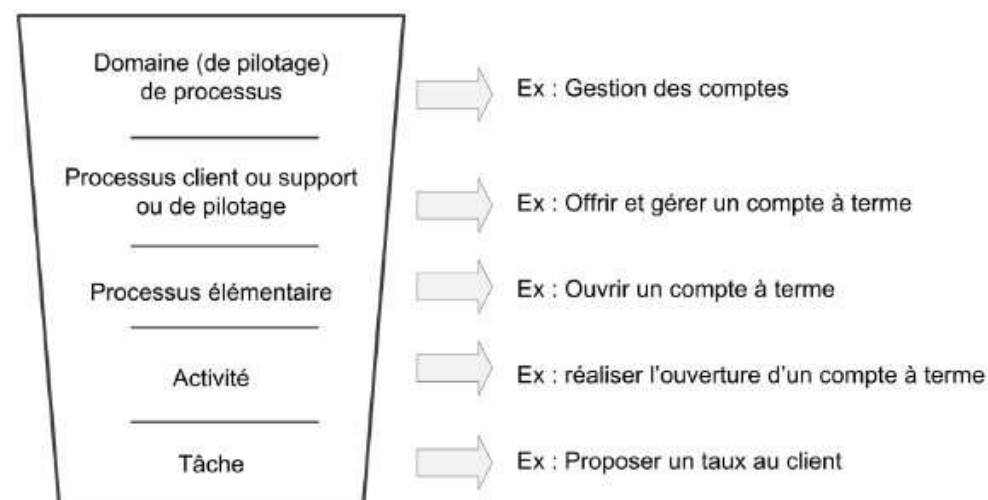 Domaine (de pilotage)
de processus
Ex : Gestion des comptes
Processus client ou support
ou de pilotage
Ex : Offrir et gérer un compte à terme
Processus élémentaire
Ex : Ouvrir un compte à terme
Activité
Ex : réaliser l'ouverture d'un compte à terme
Tâche
Ex : Proposer un taux au client